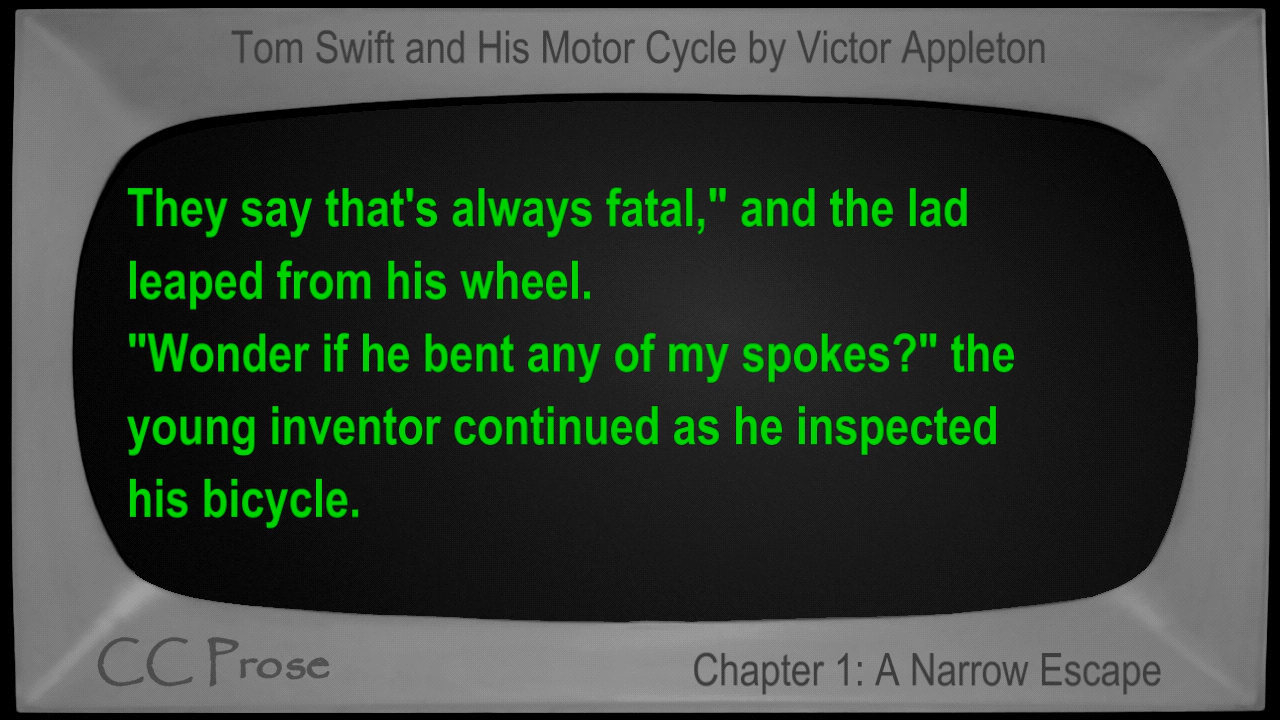 Tom Swift and His Motor Cycle by Victor Appleton
They say that's always fatal," and the lad
leaped from his wheel.
"Wonder if he bent any of my spokes?" the
young inventor continued as he inspected
his bicycle.
CC Prose
Chapter 1: A Narrow Escape